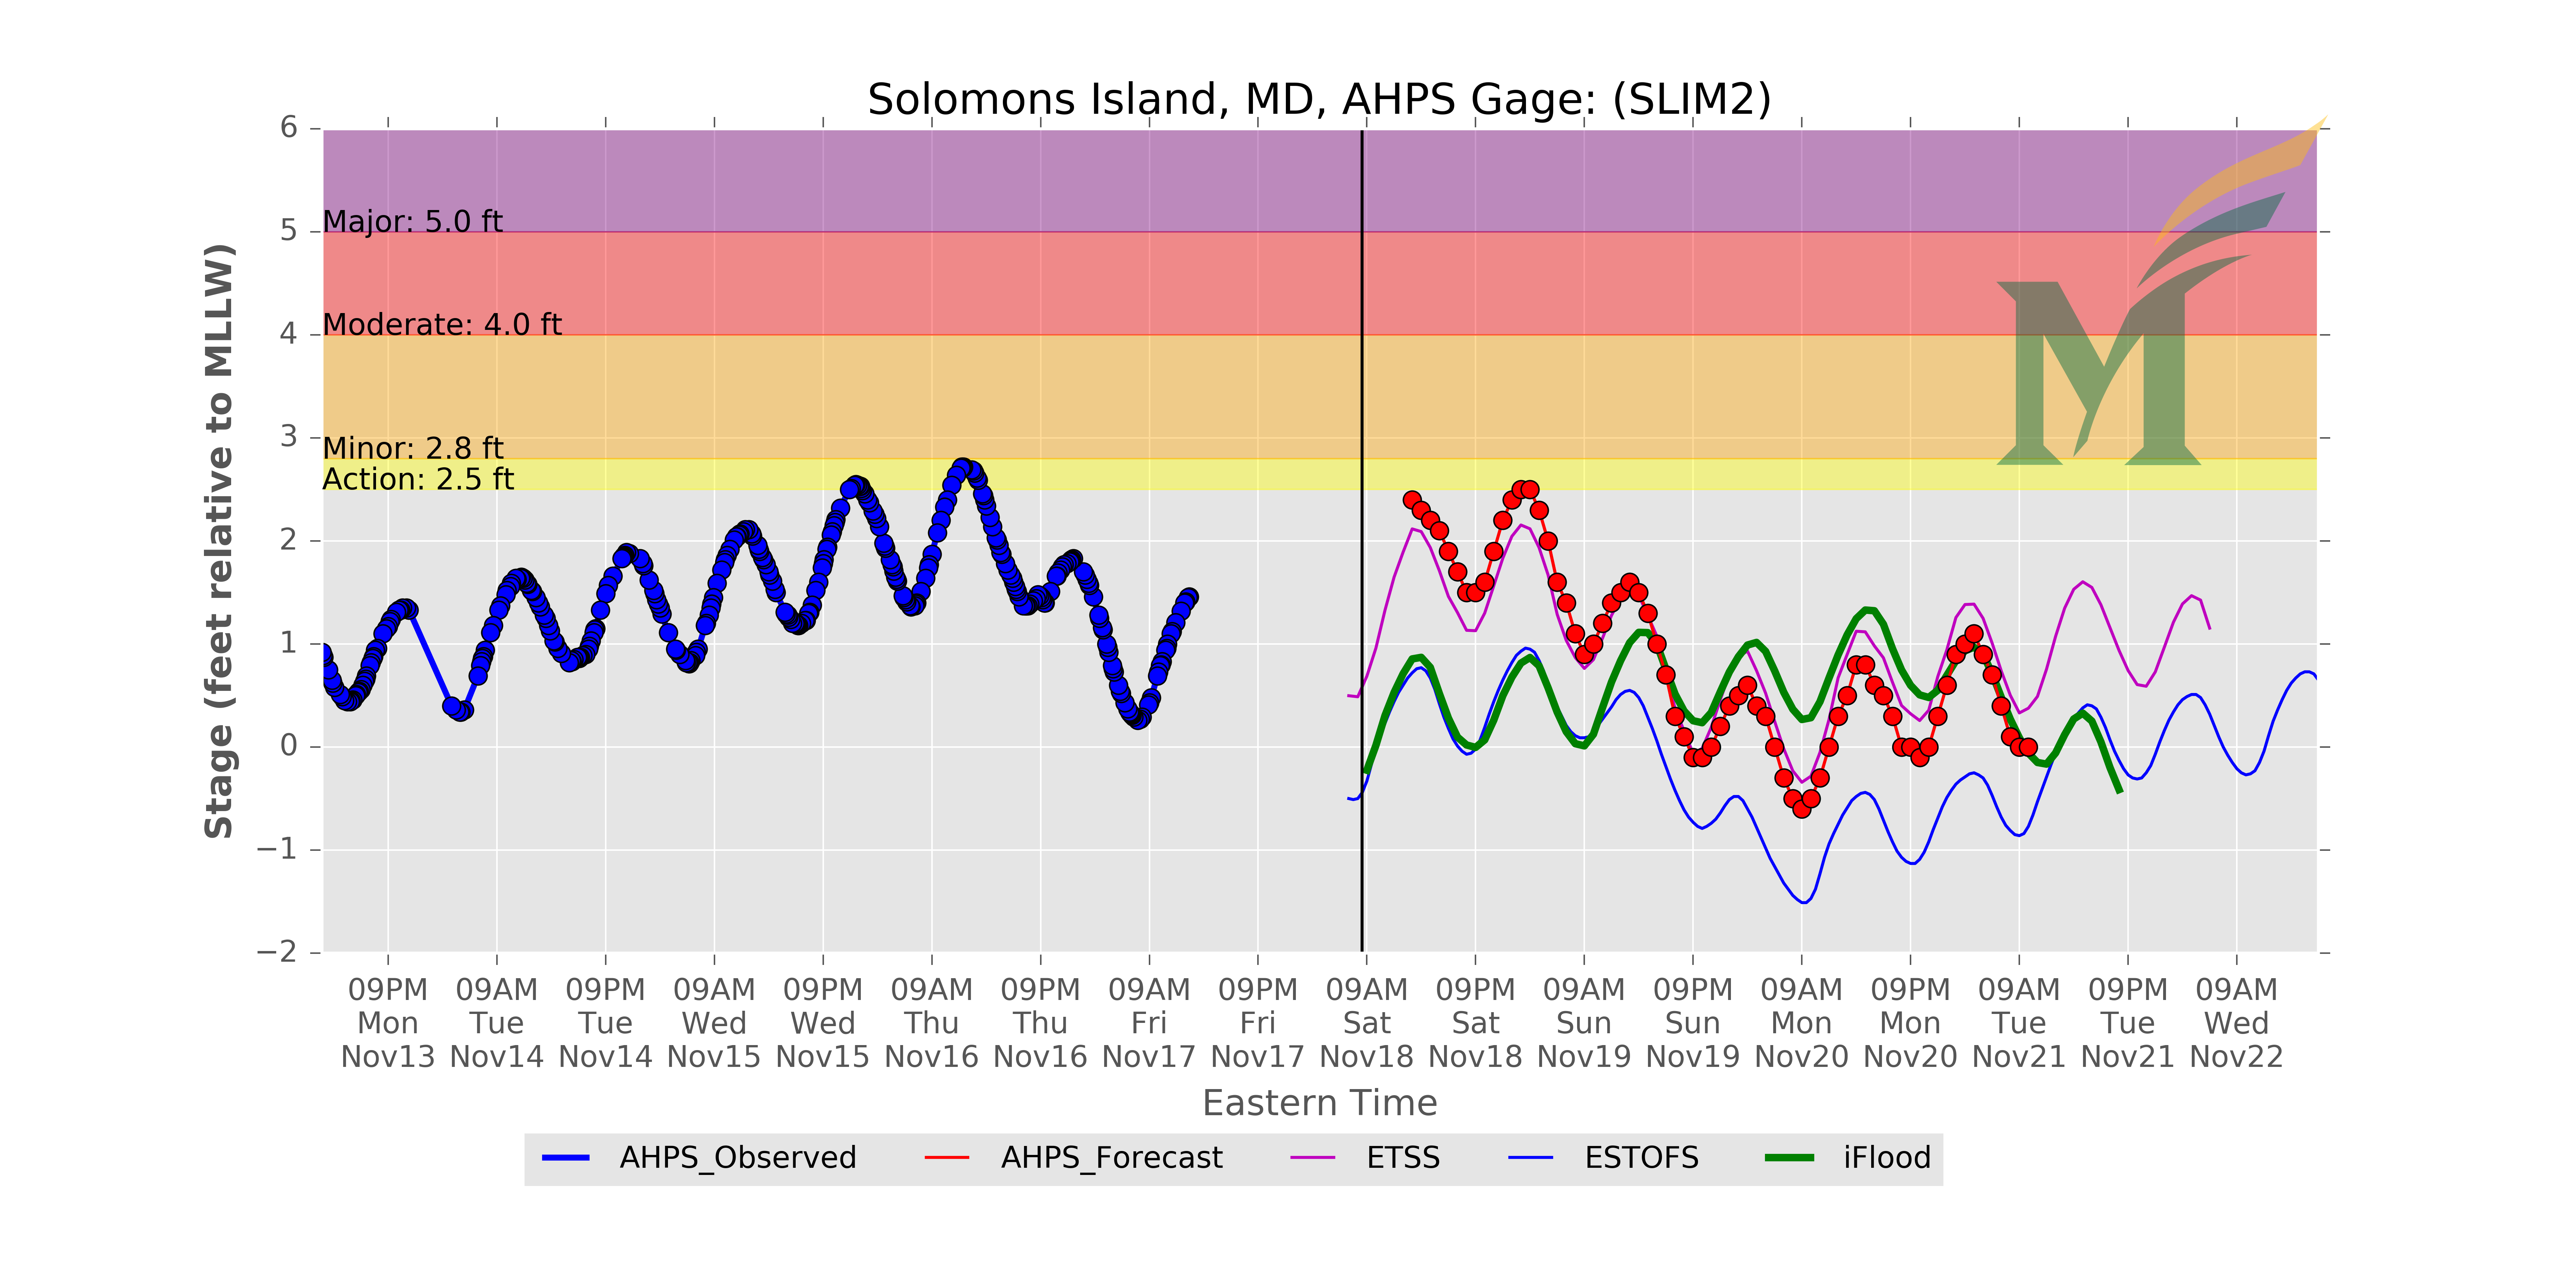 Solomons Island, MD, AHPS Gage: (SLIM2)
Stage (feet relative to MLLW)
6
5
4
3
2
1
0
−1
−2
Major: 5.0 ft
Moderate: 4.0 ft
Minor: 2.8 ft
Action: 2.5 ft
09PM 09AM 09PM 09AM 09PM 09AM 09PM 09AM 09PM 09AM 09PM 09AM 09PM 09AM 09PM 09AM 09PM 09AM
Mon Tue Tue Wed Wed Thu Thu Fri Fri Sat Sat Sun Sun Mon Mon Tue Tue Wed
Nov13 Nov14 Nov14 Nov15 Nov15 Nov16 Nov16 Nov17 Nov17 Nov18 Nov18 Nov19 Nov19 Nov20 Nov20 Nov21 Nov21 Nov22
Eastern Time
AHPS_Observed AHPS_Forecast ETSS ESTOFS iFlood
M